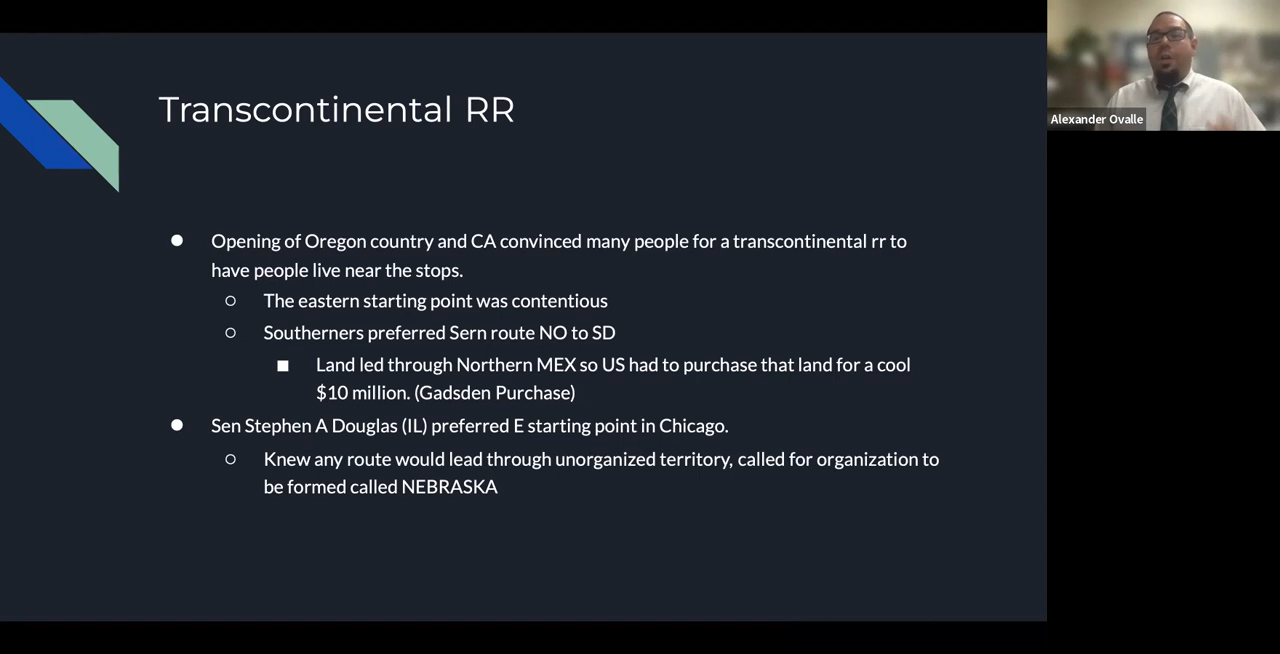 Transcontinental RR
Opening of Oregon country and CA convinced many people for a transcontinental rr to
have people live near the stops.
The eastern starting point was contentious
Southerners preferred Sern route NO to SD
Land led through Northern MEX so US had to purchase that land for a cool
$10 million. (Gadsden Purchase)
Sen Stephen A Douglas (IL) preferred E starting point in Chicago.
Knew any route would lead through unorganized territory, called for organization to
be formed called NEBRASKA
Alexander Ovalle